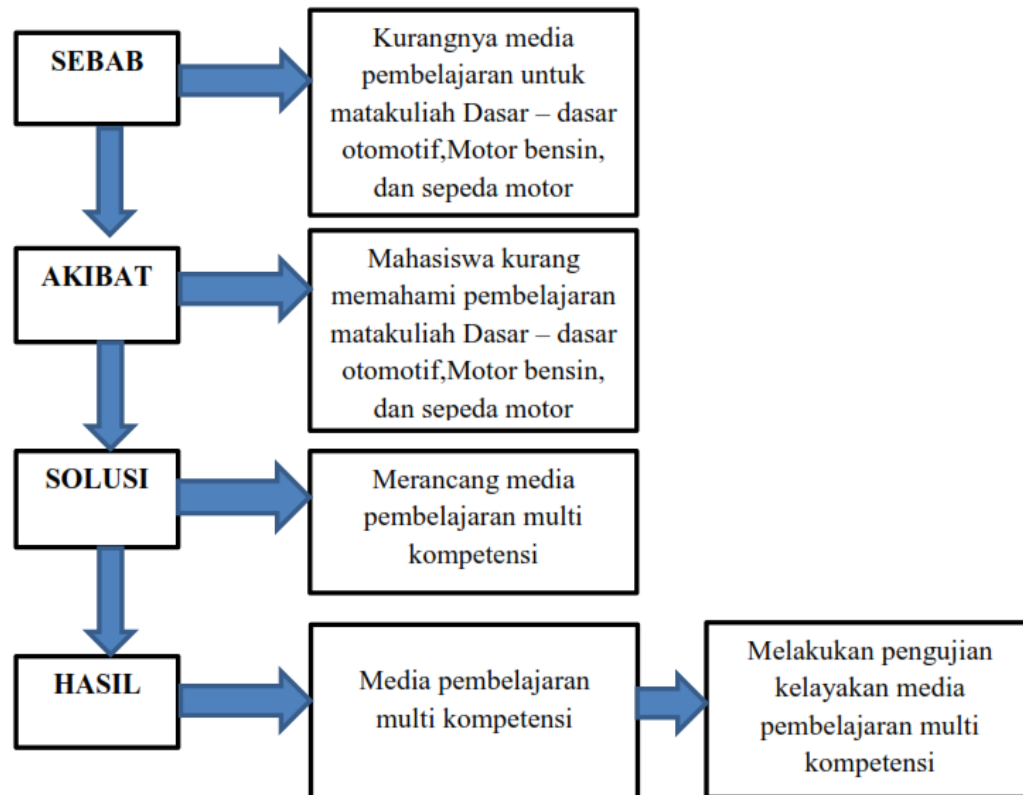 SEBAB
Kurangnya media
pembelajaran untuk
matakuliah Dasar – dasar
otomotif,Motor bensin,
dan sepeda motor
AKIBAT
Mahasiswa kurang
memahami pembelajaran
matakuliah Dasar – dasar
otomotif,Motor bensin,
dan sepeda motor
SOLUSI
Merancang media
pembelajaran multi
kompetensi
HASIL
Media pembelajaran
multi kompetensi
Melakukan pengujian
kelayakan media
pembelajaran multi
kompetensi